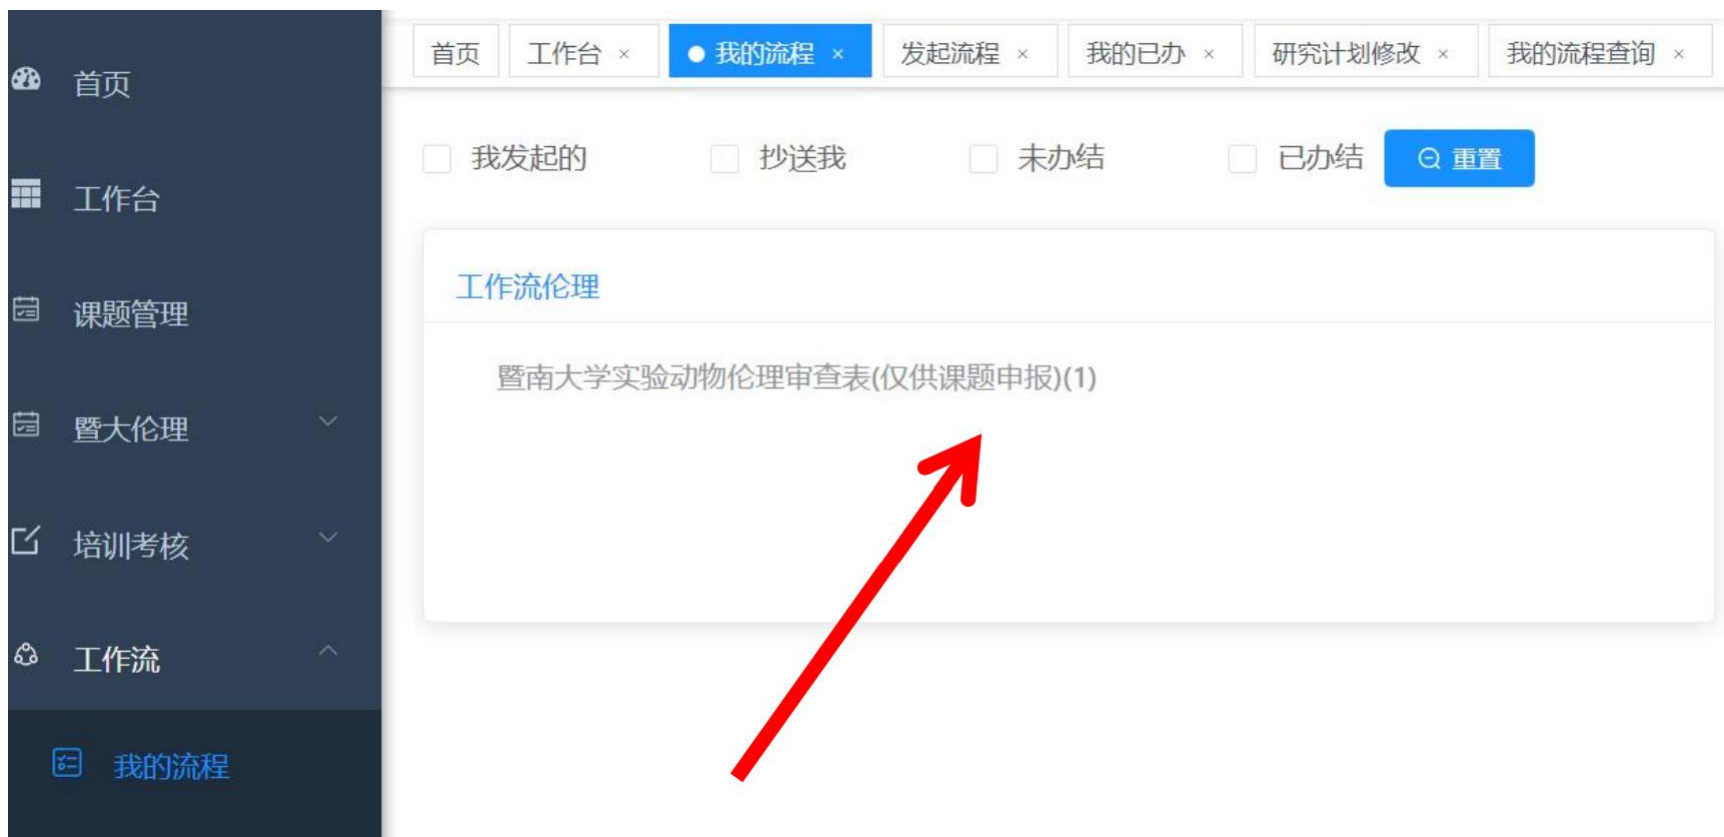 首页
工作台
课题管理
暨大伦理
培训考核
工作流
我的流程
首页 工作台 × 我的流程 × 发起流程 × 我的已办 × 研究计划修改 × 我的流程查询 ×
我发起的 抄送我 未办结 已办结 重置
工作流伦理
暨南大学实验动物伦理审查表(仅供课题申报)(1)